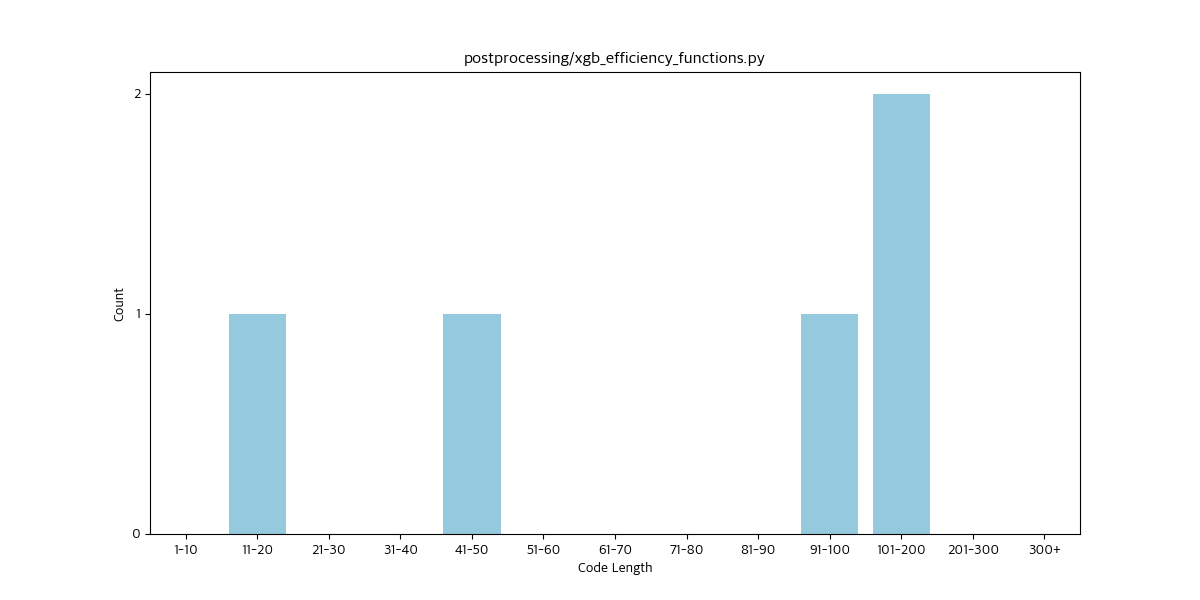 postprocessing/xgb_efficiency_functions.py
2
1
0
Count
1-10 11-20 21-30 31-40 41-50 51-60 61-70 71-80 81-90 91-100 101-200 201-300 300+
Code Length